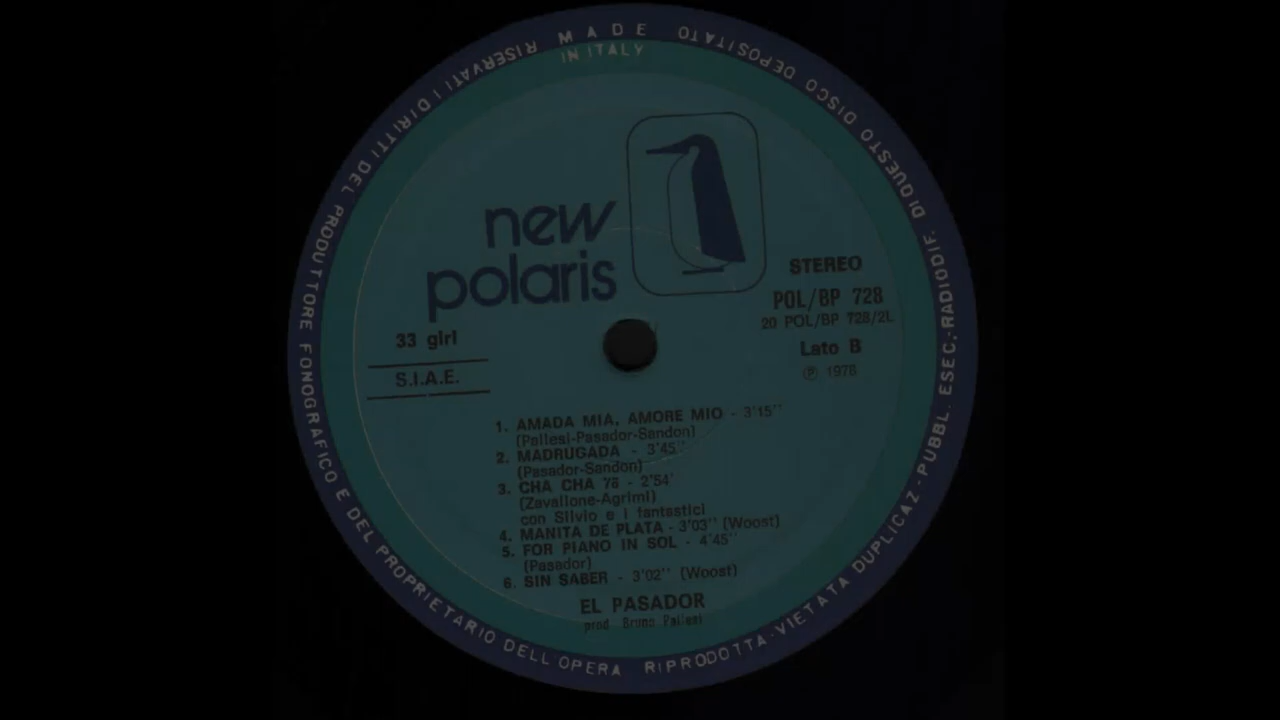 MADE
IN ITALY
DI QUESTO DISCO DEPOSITATO
RISERVATI I DIRITTI DEL PRODUTTORE FONOGRAFICO E DEL PROPRIETARIO DELL OPERA
RIPRODOTTA-VIETATA DUPLICAZ-PUBBL. ESEC.-RADIODIF.
new
polaris
STEREO
POL/BP 728
20 POL/BP 728/2L
33 giri
Lato B
S.I.A.E.
Ⓟ 1978
1. AMADA MIA, AMORE MIO - 3'15''
(Pallesi-Pasador-Sandon)
2. MADRUGADA - 3'45''
(Pasador-Sandon)
3. CHA CHA 78 - 2'54'
(Zavallone-Agrimi)
con Silvio e i fantastici
4. MANITA DE PLATA - 3'03'' (Woost)
5. FOR PIANO IN SOL - 4'45''
(Pasador)
6. SIN SABER - 3'02'' (Woost)
EL PASADOR
prod. Bruno Pallesi